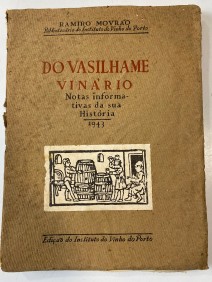 RAMIRO MOURÃO
Bibliotecário do Instituto do Vinho do Porto
DO VASILHAME
VINÁRIO
Notas informa-
tivas da sua
História
1943
Edição do Instituto do Vinho do Porto